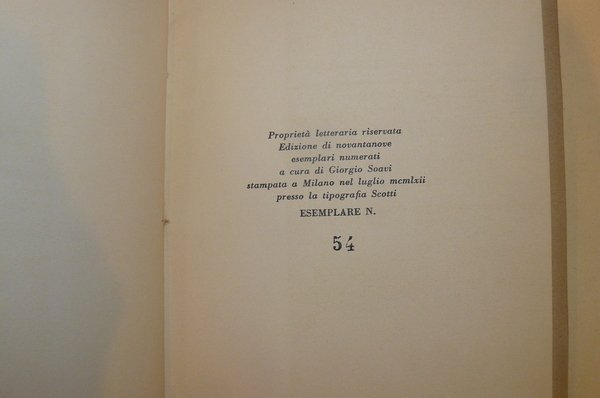 Proprietà letteraria riservata
Edizione di novantanove
esemplari numerati
a cura di Giorgio Soavi
stampata a Milano nel luglio mcmlxii
presso la tipografia Scotti
ESEMPLARE N.
54